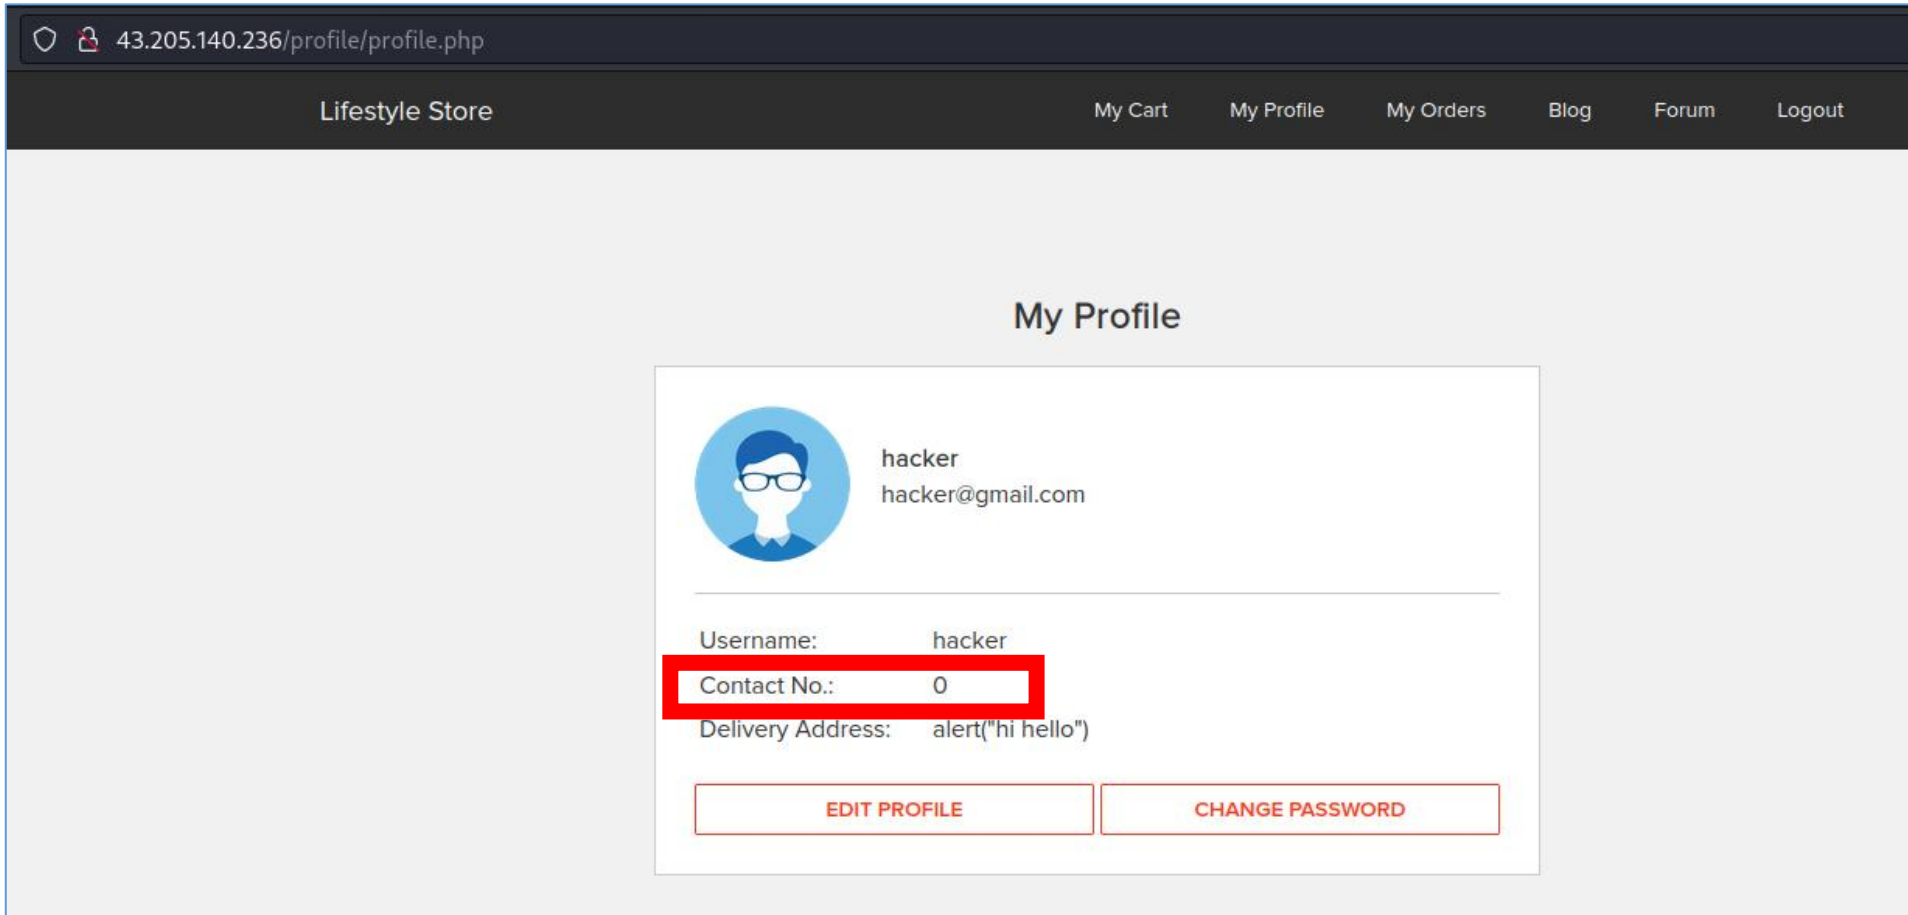 43.205.140.236/profile/profile.php
Lifestyle Store My Cart My Profile My Orders Blog Forum Logout
My Profile
hacker
hacker@gmail.com
Username: hacker
Contact No.: 0
Delivery Address: alert("hi hello")
EDIT PROFILE CHANGE PASSWORD